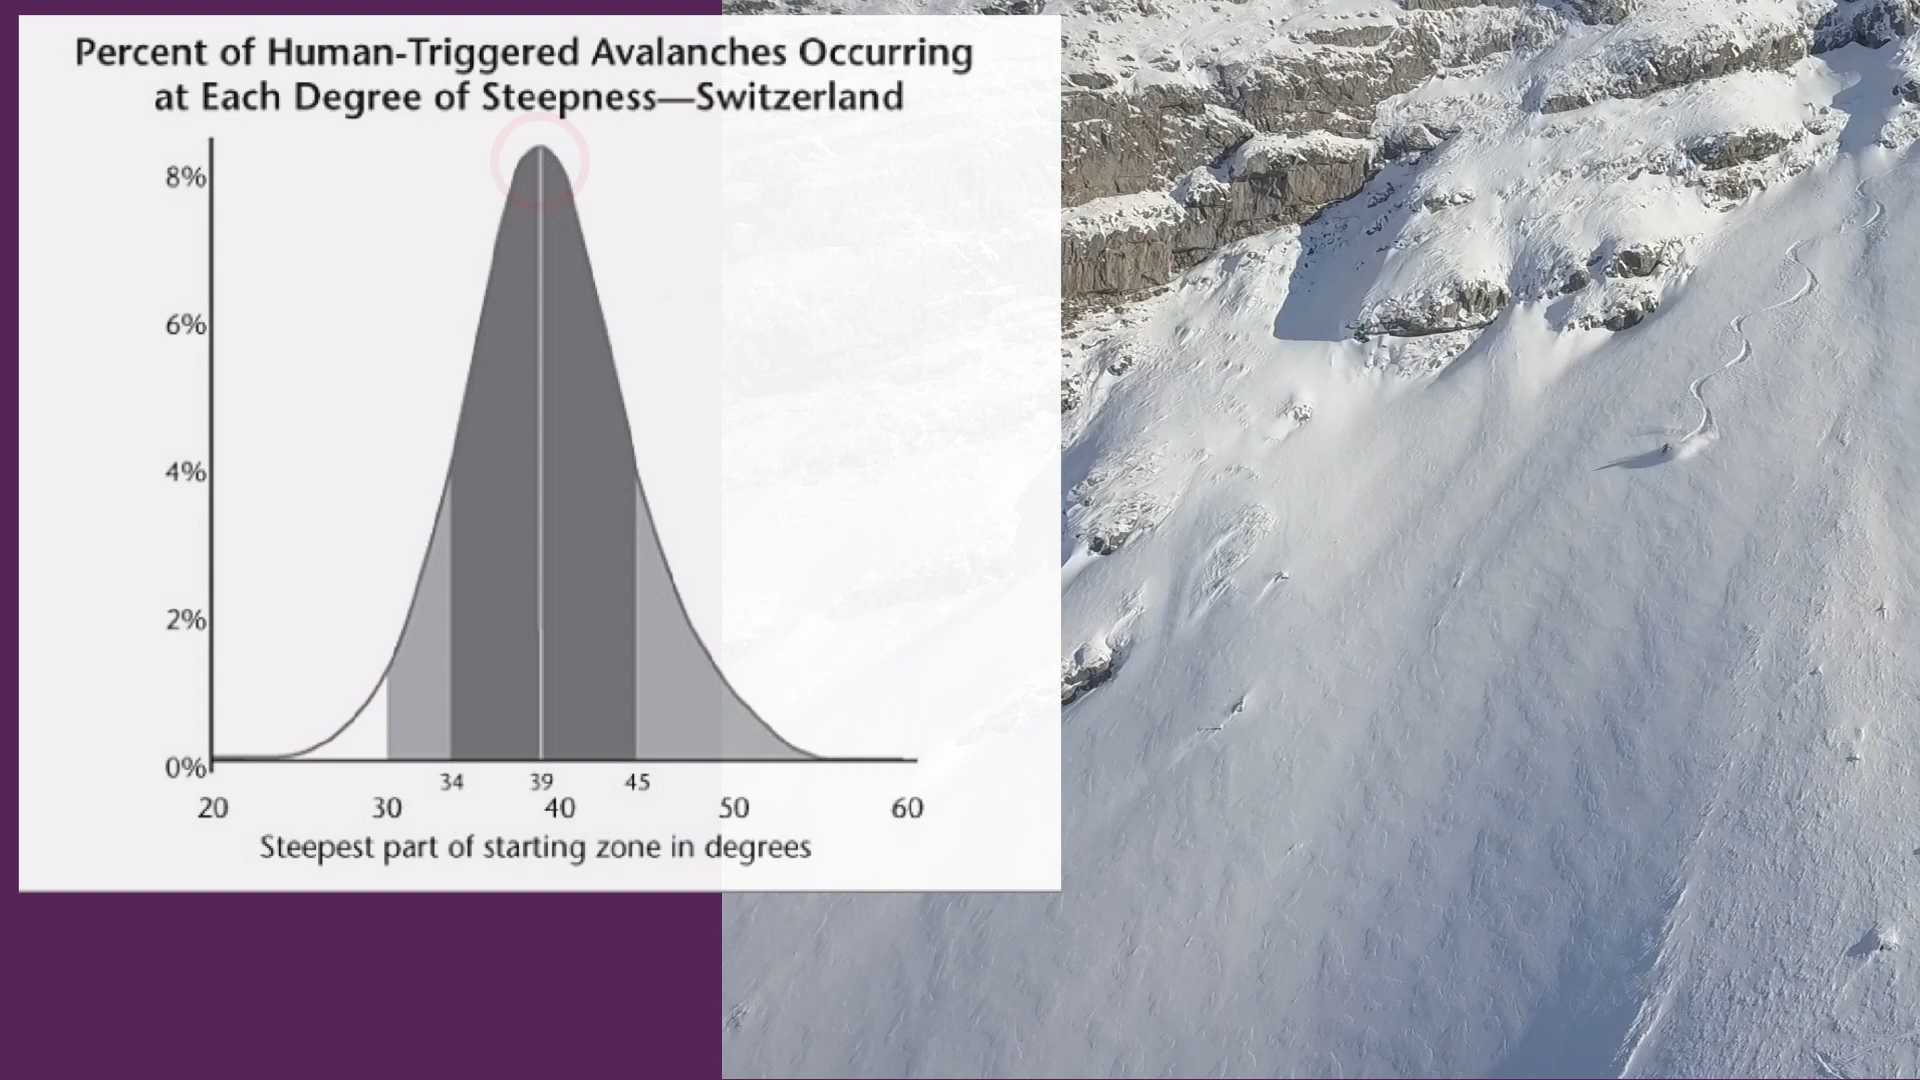 Percent of Human-Triggered Avalanches Occurring
at Each Degree of Steepness—Switzerland
8%
6%
4%
2%
0%
34 39 45
20 30 40 50 60
Steepest part of starting zone in degrees